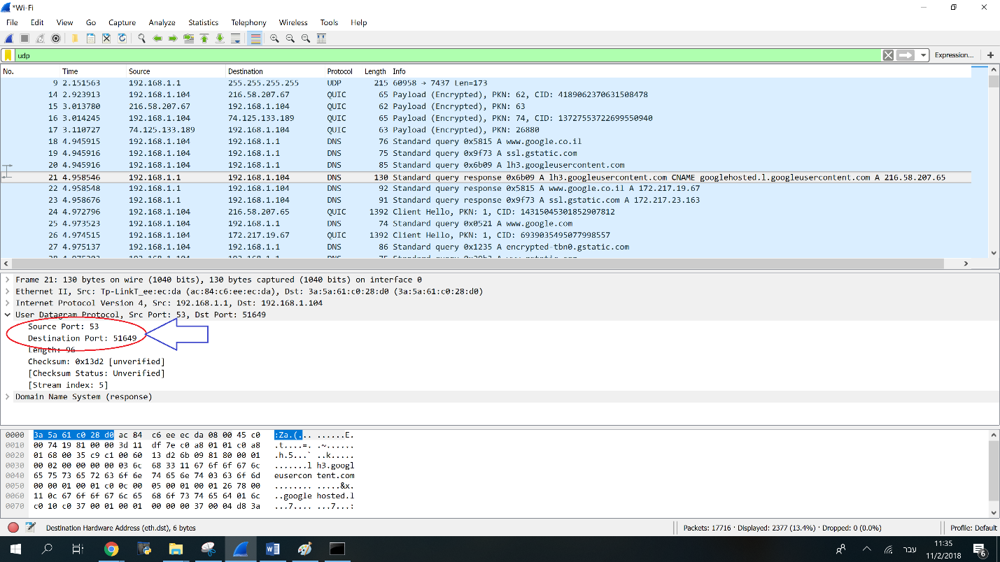 *Wi-Fi
File Edit View Go Capture Analyze Statistics Telephony Wireless Tools Help
udp Expression... +
No. Time Source Destination Protocol Length Info
9 2.151563 192.168.1.1 255.255.255.255 UDP 215 60958 → 7437 Len=173
14 2.923913 192.168.1.104 216.58.207.67 QUIC 65 Payload (Encrypted), PKN: 62, CID: 4189062370631508478
15 3.013780 216.58.207.67 192.168.1.104 QUIC 62 Payload (Encrypted), PKN: 63
16 3.014245 192.168.1.104 74.125.133.189 QUIC 65 Payload (Encrypted), PKN: 74, CID: 13727553722699550940
17 3.110727 74.125.133.189 192.168.1.104 QUIC 63 Payload (Encrypted), PKN: 26880
18 4.945915 192.168.1.104 192.168.1.1 DNS 76 Standard query 0x5815 A www.google.co.il
19 4.945916 192.168.1.104 192.168.1.1 DNS 75 Standard query 0x9f73 A ssl.gstatic.com
20 4.945916 192.168.1.104 192.168.1.1 DNS 85 Standard query 0x6b09 A lh3.googleusercontent.com
21 4.958546 192.168.1.1 192.168.1.104 DNS 130 Standard query response 0x6b09 A lh3.googleusercontent.com CNAME googlehosted.l.googleusercontent.com A 216.58.207.65
22 4.958548 192.168.1.1 192.168.1.104 DNS 92 Standard query response 0x5815 A www.google.co.il A 172.217.19.67
23 4.958676 192.168.1.1 192.168.1.104 DNS 91 Standard query response 0x9f73 A ssl.gstatic.com A 172.217.23.163
24 4.972796 192.168.1.104 216.58.207.65 QUIC 1392 Client Hello, PKN: 1, CID: 14315045301852907812
25 4.973523 192.168.1.104 192.168.1.1 DNS 74 Standard query 0x0521 A www.google.com
26 4.974515 192.168.1.104 172.217.19.67 QUIC 1392 Client Hello, PKN: 1, CID: 6939035495077998557
27 4.975137 192.168.1.104 192.168.1.1 DNS 86 Standard query 0x1235 A encrypted-tbn0.gstatic.com
Frame 21: 130 bytes on wire (1040 bits), 130 bytes captured (1040 bits) on interface 0
Ethernet II, Src: Tp-LinkT_ee:ec:da (ac:84:c6:ee:ec:da), Dst: 3a:5a:61:c0:28:d0 (3a:5a:61:c0:28:d0)
Internet Protocol Version 4, Src: 192.168.1.1, Dst: 192.168.1.104
User Datagram Protocol, Src Port: 53, Dst Port: 51649
Source Port: 53
Destination Port: 51649
Length: 96
Checksum: 0x13d2 [unverified]
[Checksum Status: Unverified]
[Stream index: 5]
Domain Name System (response)
0000 3a 5a 61 c0 28 d0 ac 84 c6 ee ec da 08 00 45 c0 :Za.(... ......E.
0010 00 74 19 81 00 00 3d 11 df 7e c0 a8 01 01 c0 a8 .t....=. .~......
0020 01 68 00 35 c9 c1 00 60 13 d2 6b 09 81 80 00 01 .h.5...` ..k.....
0030 00 02 00 00 00 00 03 6c 68 33 11 67 6f 6f 67 6c .......l h3.googl
0040 65 75 73 65 72 63 6f 6e 74 65 6e 74 03 63 6f 6d eusercon tent.com
0050 00 00 01 00 01 c0 0c 00 05 00 01 00 01 26 78 00 ........ .....&x.
0060 11 0c 67 6f 6f 67 6c 65 68 6f 73 74 65 64 01 6c ..google hosted.l
0070 c0 10 c0 37 00 01 00 01 00 00 00 37 00 04 d8 3a ...7.... ...7...:
Destination Hardware Address (eth.dst), 6 bytes Packets: 17716 · Displayed: 2377 (13.4%) · Dropped: 0 (0.0%) Profile: Default
עבר 11:35
11/2/2018 6